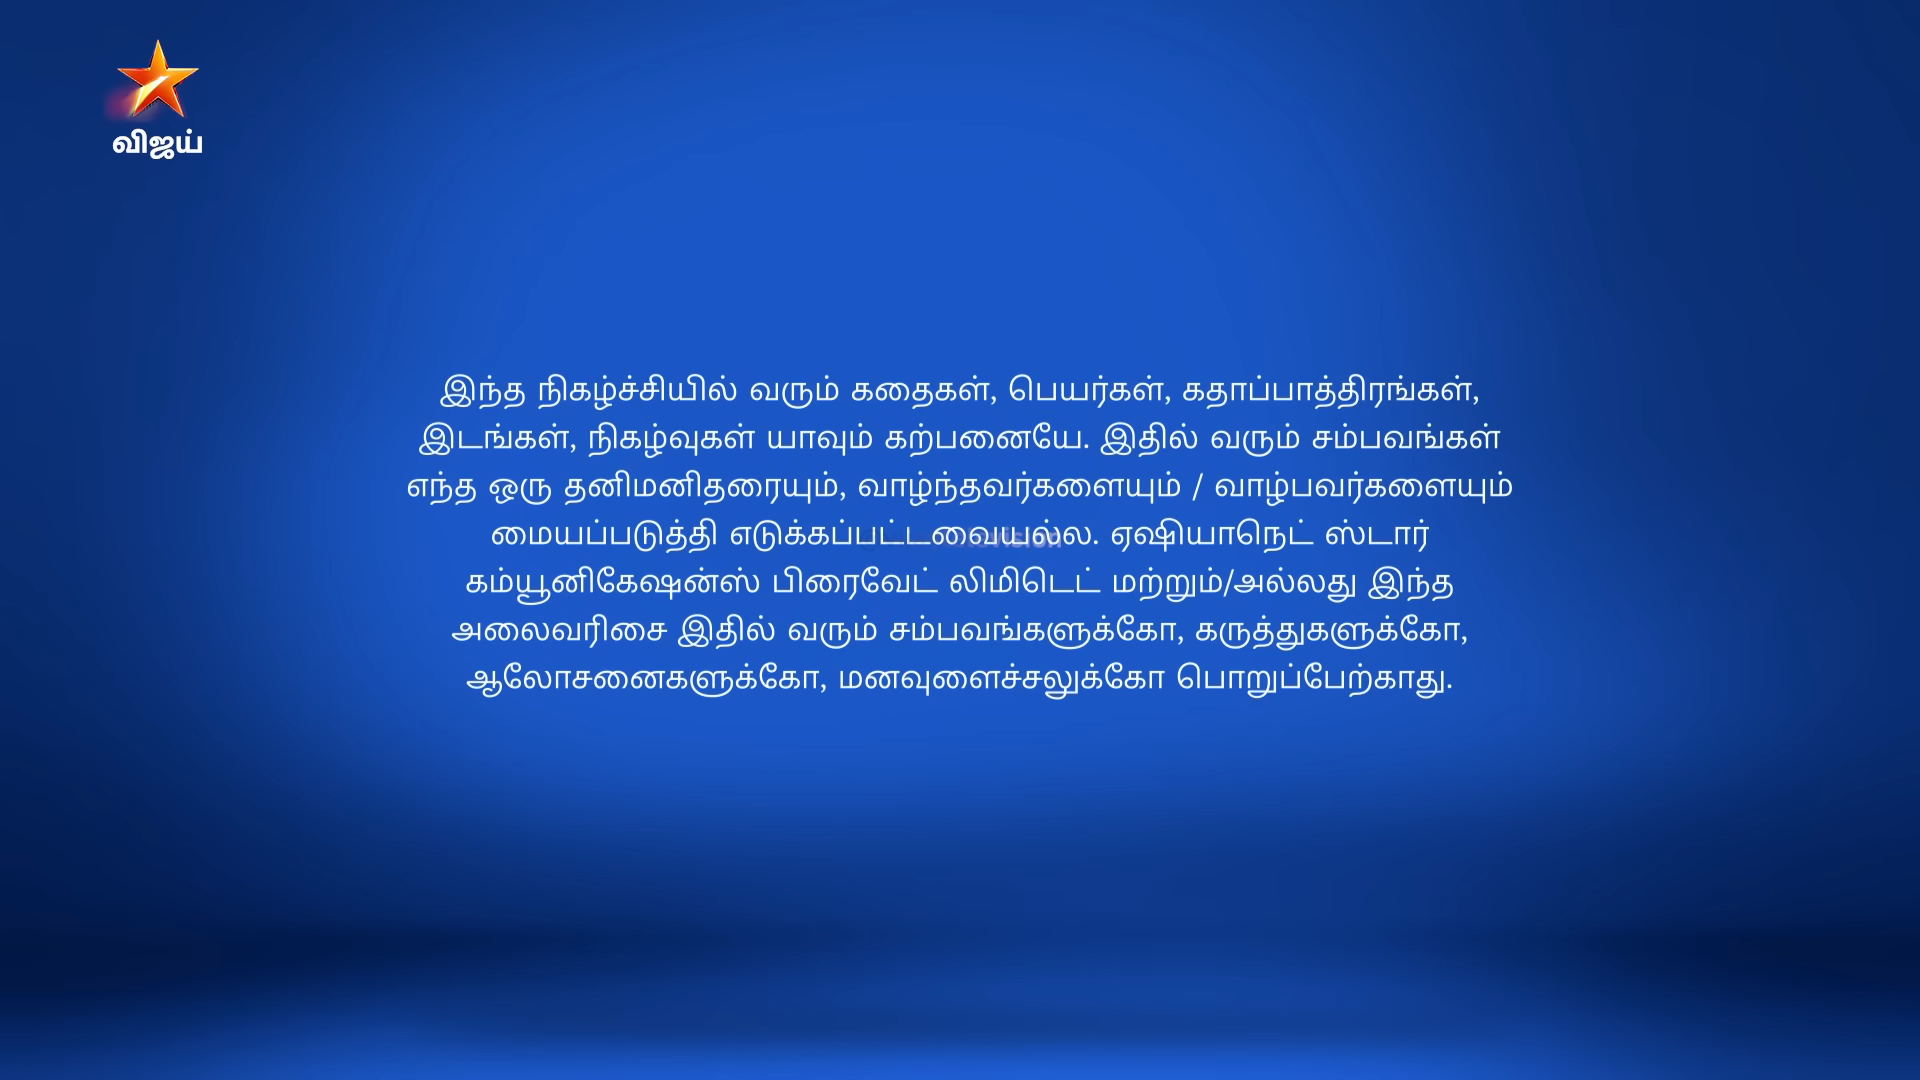 விஜய்
இந்த நிகழ்ச்சியில் வரும் கதைகள், பெயர்கள், கதாப்பாத்திரங்கள்,
இடங்கள், நிகழ்வுகள் யாவும் கற்பனையே. இதில் வரும் சம்பவங்கள்
எந்த ஒரு தனிமனிதரையும், வாழ்ந்தவர்களையும் / வாழ்பவர்களையும்
மையப்படுத்தி எடுக்கப்பட்டவையல்ல. ஏஷியாநெட் ஸ்டார்
கம்யூனிகேஷன்ஸ் பிரைவேட் லிமிடெட் மற்றும்/அல்லது இந்த
அலைவரிசை இதில் வரும் சம்பவங்களுக்கோ, கருத்துகளுக்கோ,
ஆலோசனைகளுக்கோ, மனவுளைச்சலுக்கோ பொறுப்பேற்காது.